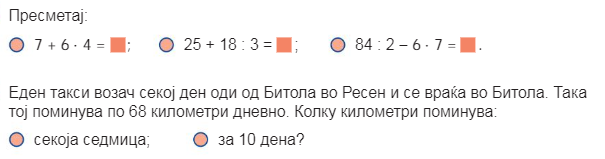 Пресметај:
7 + 6 · 4 = ; 25 + 18 : 3 = ; 84 : 2 – 6 · 7 = .
Еден такси возач секој ден оди од Битола во Ресен и се враќа во Битола. Така
тој поминува по 68 километри дневно. Колку километри поминува:
секоја седмица; за 10 дена?